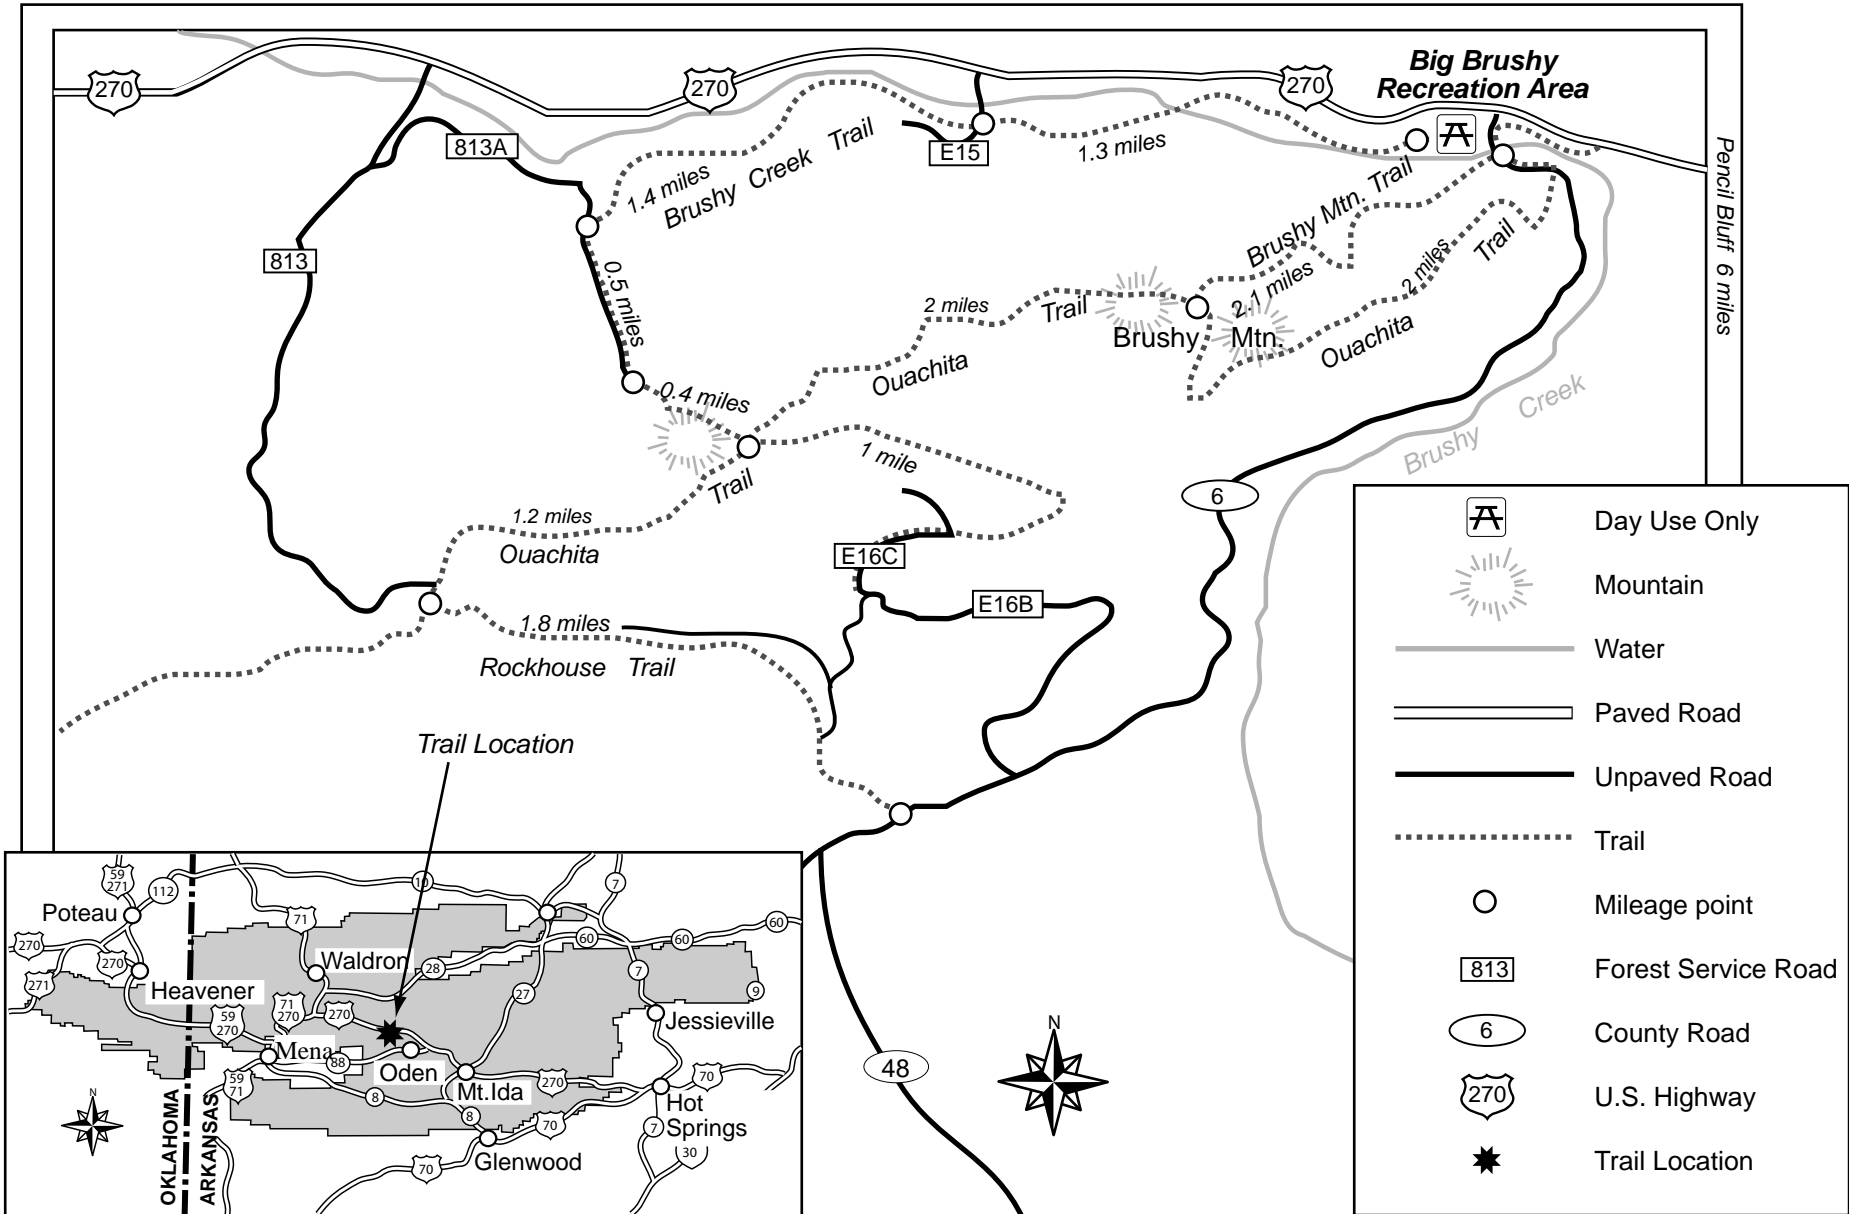 270
270
270
Big Brushy
Recreation Area
813A
E15
1.3 miles
1.4 miles
Brushy Creek Trail
Brushy Mtn. Trail
Pencil Bluff 6 miles
813
0.5 miles
2.1 miles
2 miles
Trail
2 miles
Trail
Brushy Mtn.
Ouachita
Ouachita
0.4 miles
Brushy Creek
1 mile
Trail
1.2 miles
Ouachita
6
E16C
E16B
1.8 miles
Rockhouse Trail
Trail Location
48
N
Day Use Only
Mountain
Water
Paved Road
Unpaved Road
Trail
Mileage point
813
Forest Service Road
6
County Road
270
U.S. Highway
Trail Location
59
271
112
10
7
Poteau
71
60
270
60
60
270
Waldron
28
7
271
Heavener
27
9
71
270
270
59
270
Jessieville
Mena
88
Oden
59
71
Mt.Ida
270
70
8
8
Hot
Springs
N
70
7
30
Glenwood
70
OKLAHOMA
ARKANSAS